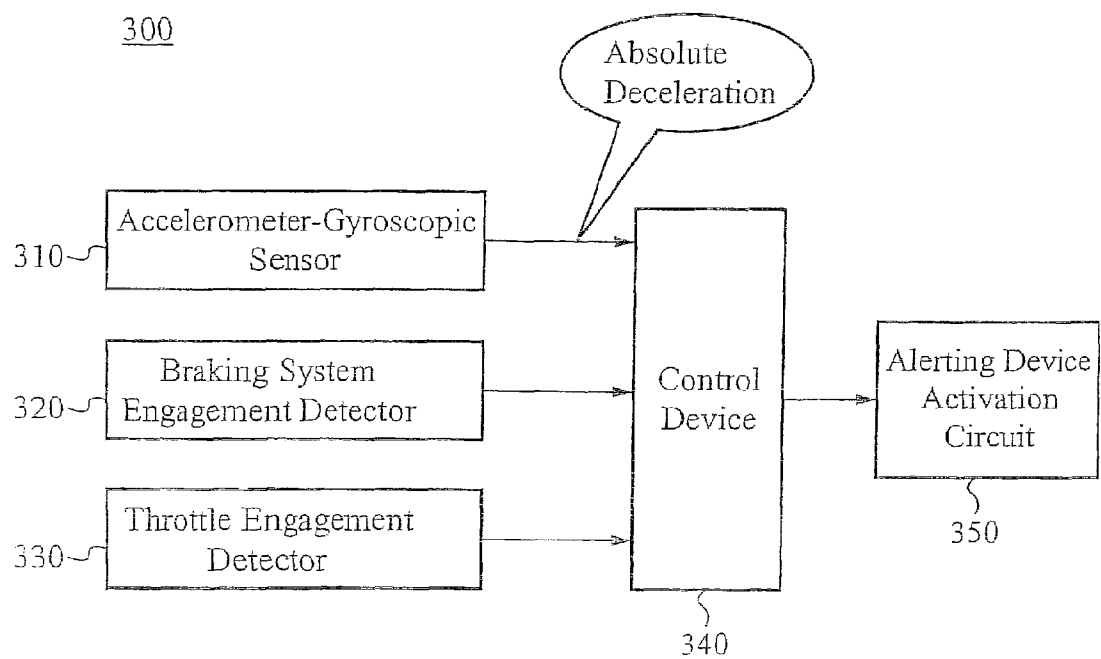 300
Absolute
Deceleration
Accelerometer-Gyroscopic
Sensor
310
Braking System
Engagement Detector
320
Throttle Engagement
Detector
330
Control
Device
340
Alerting Device
Activation
Circuit
350